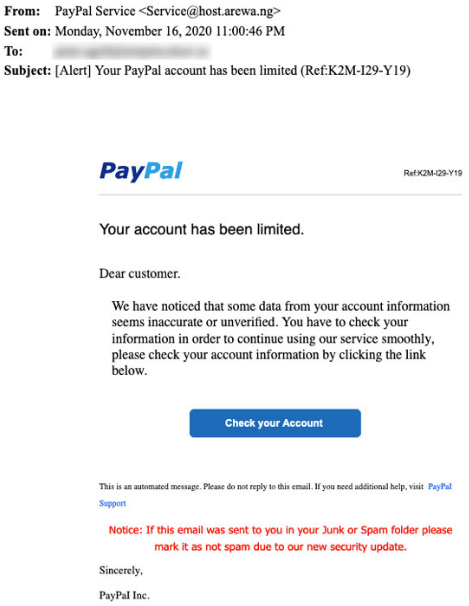 From: PayPal Service <Service@host.arewa.ng>
Sent on: Monday, November 16, 2020 11:00:46 PM
To:
Subject: [Alert] Your PayPal account has been limited (Ref:K2M-I29-Y19)
PayPal
Ref:K2M-I29-Y19
Your account has been limited.
Dear customer.
We have noticed that some data from your account information
seems inaccurate or unverified. You have to check your
information in order to continue using our service smoothly,
please check your account information by clicking the link
below.
Check your Account
This is an automated message. Please do not reply to this email. If you need additional help, visit PayPal
Support
Notice: If this email was sent to you in your Junk or Spam folder please
mark it as not spam due to our new security update.
Sincerely,
PayPal Inc.